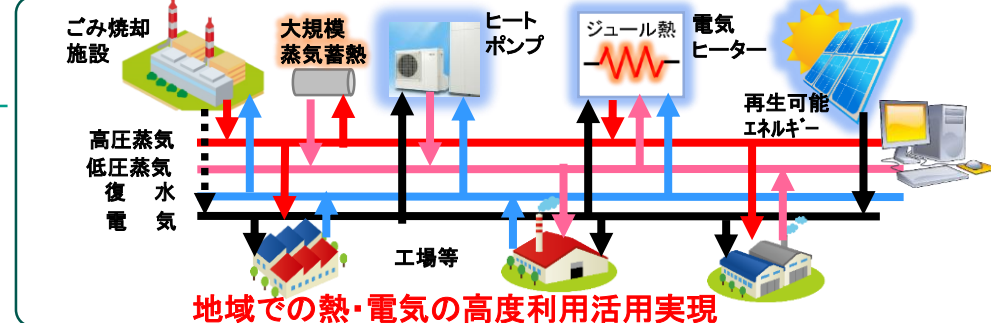 ごみ焼却
施設
大規模
蒸気蓄熱
ヒート
ポンプ
ジュール熱
電気
ヒーター
再生可能
エネルギー
高圧蒸気
低圧蒸気
復　水
電　気
工場等
地域での熱・電気の高度利用活用実現